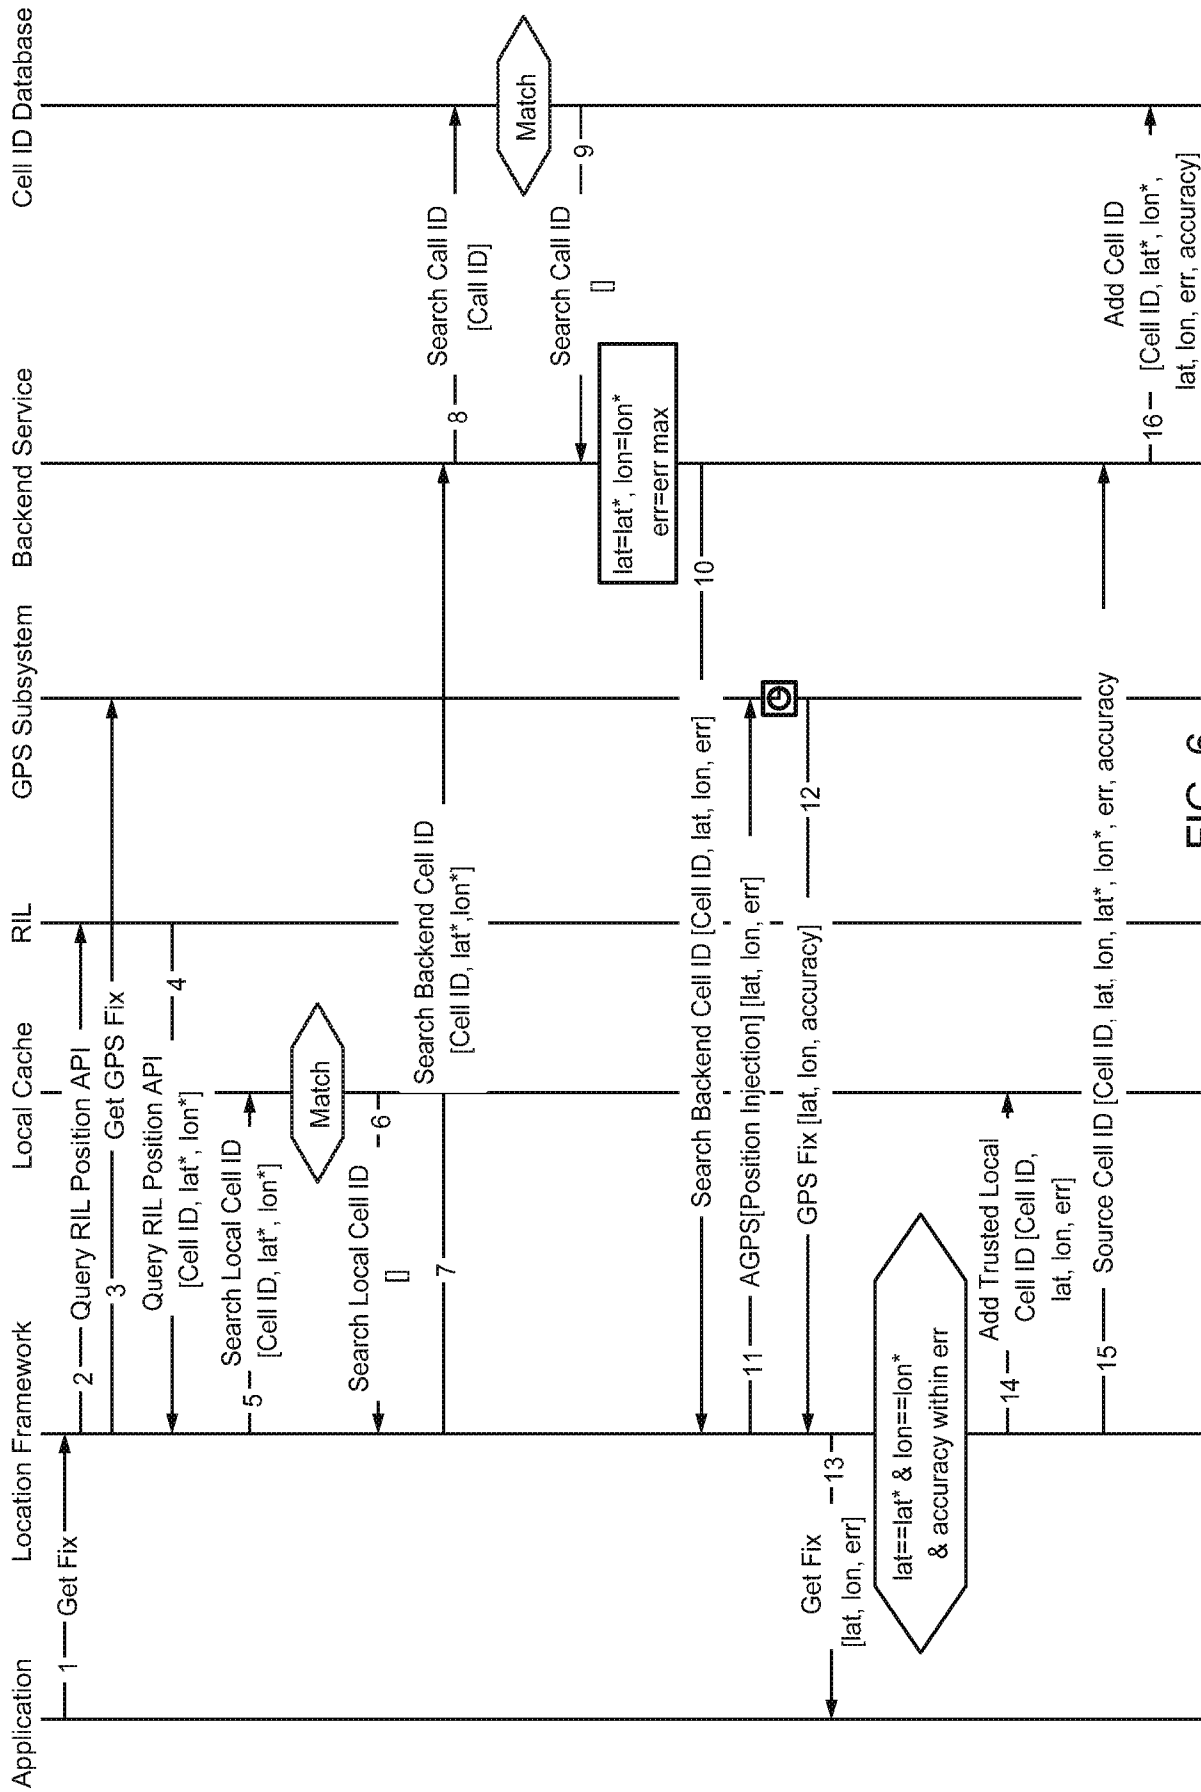 Application
Location Framework
Local Cache
RIL
GPS Subsystem
Backend Service
Cell ID Database
1
Get Fix
2
Query RIL Position API
3
Get GPS Fix
4
Query RIL Position API
[Cell ID, lat*, lon*]
5
Search Local Cell ID
[Cell ID, lat*, lon*]
Match
6
Search Local Cell ID
[]
7
Search Backend Cell ID
[Cell ID, lat*,lon*]
8
Search Call ID
[Call ID]
Match
9
Search Call ID
[]
lat=lat*, lon=lon*
err=err max
10
Search Backend Cell ID [Cell ID, lat, lon, err]
11
AGPS[Position Injection] [lat, lon, err]
12
GPS Fix [lat, lon, accuracy]
13
Get Fix
[lat, lon, err]
lat==lat* & lon==lon*
& accuracy within err
14
Add Trusted Local
Cell ID [Cell ID,
lat, lon, err]
15
Source Cell ID [Cell ID, lat, lon, lat*, lon*, err, accuracy
16
Add Cell ID
[Cell ID, lat*, lon*,
lat, lon, err, accuracy]